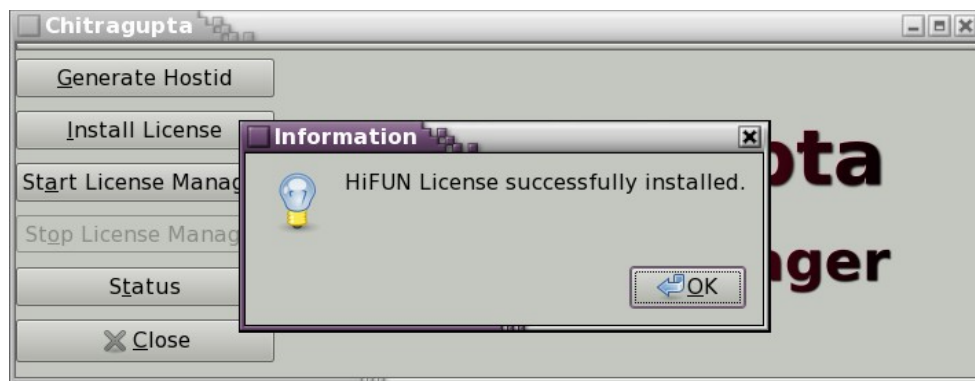 Chitragupta
Generate Hostid
Install License
Start License Manag
Stop License Manag
Status
Close
Information
HiFUN License successfully installed.
OK
pta
ager